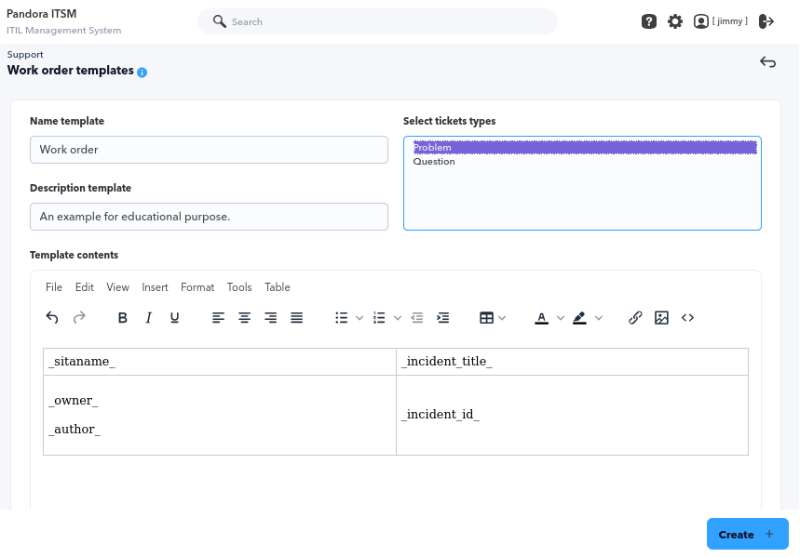 Pandora ITSM
ITIL Management System
Search
[ jimmy ]
Support
Work order templates
Name template
Work order
Description template
An example for educational purpose.
Select tickets types
Problem
Question
Template contents
File Edit View Insert Format Tools Table
B I U A
_sitaname_ _incident_title_
_owner_
_author_
_incident_id_
Create +